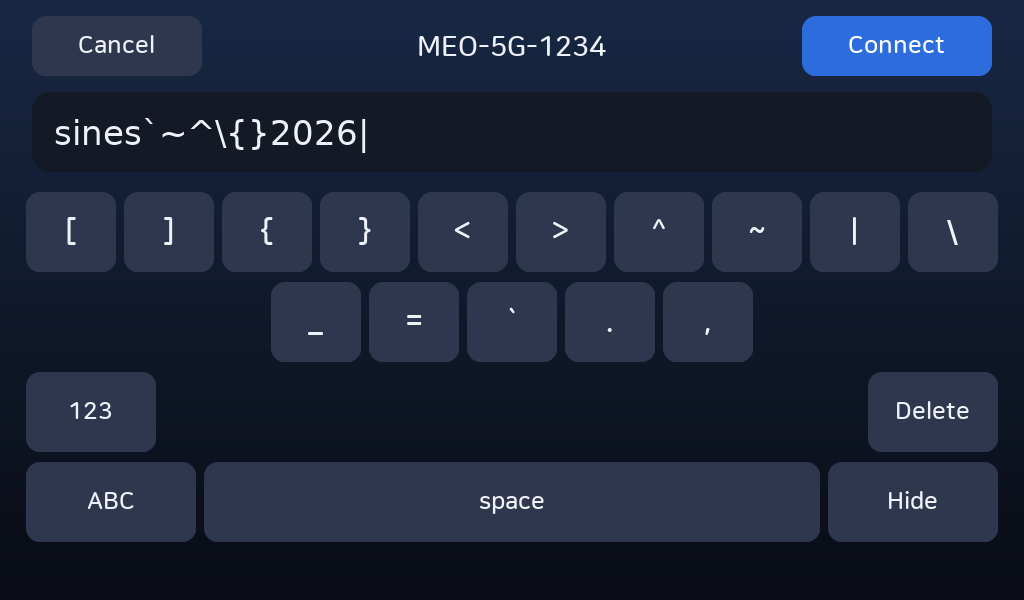 Cancel MEO-5G-1234 Connect
sines`~^\{}2026|
[ ] { } < > ^ ~ | \
_ = ` . ,
123 Delete
ABC space Hide